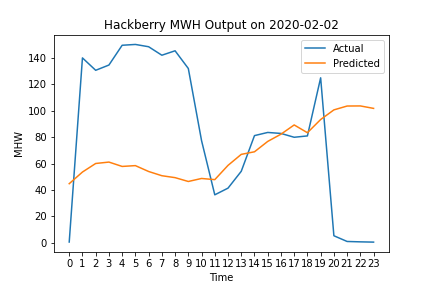 Hackberry MWH Output on 2020-02-02
Actual
Predicted
MHW
140
120
100
80
60
40
20
0
0 1 2 3 4 5 6 7 8 9 10 11 12 13 14 15 16 17 18 19 20 21 22 23
Time